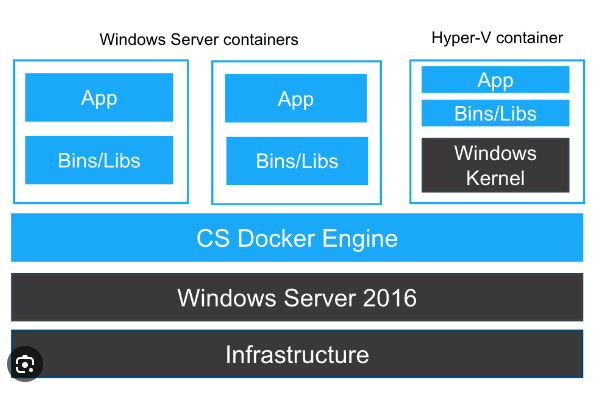 Windows Server containers
Hyper-V container
App
App
App
Bins/Libs
Bins/Libs
Bins/Libs
Windows
Kernel
CS Docker Engine
Windows Server 2016
Infrastructure